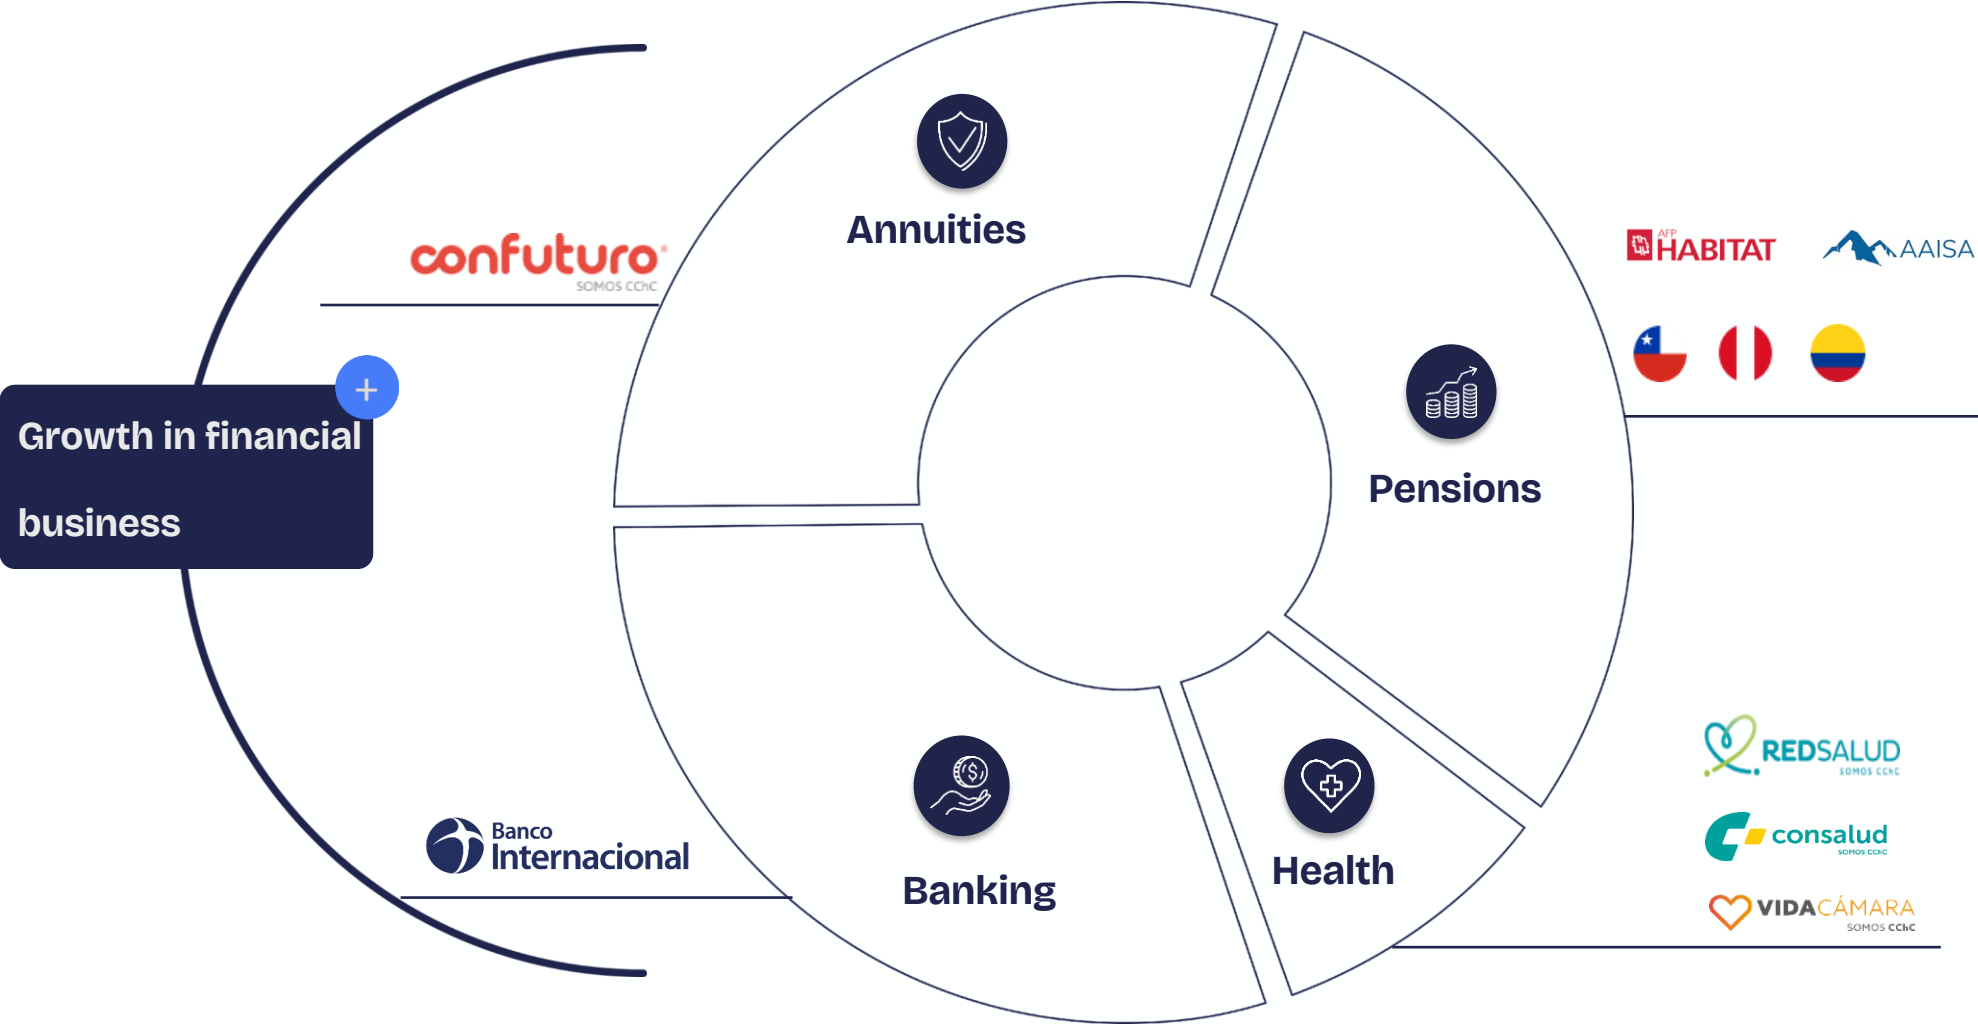 Annuities
confuturo
SOMOS CChC
AFP
HABITAT
AAISA
+
Growth in financial
business
Pensions
REDSALUD
SOMOS CChC
consalud
SOMOS CChC
Banco
Internacional
Banking
Health
VIDACÁMARA
SOMOS CChC